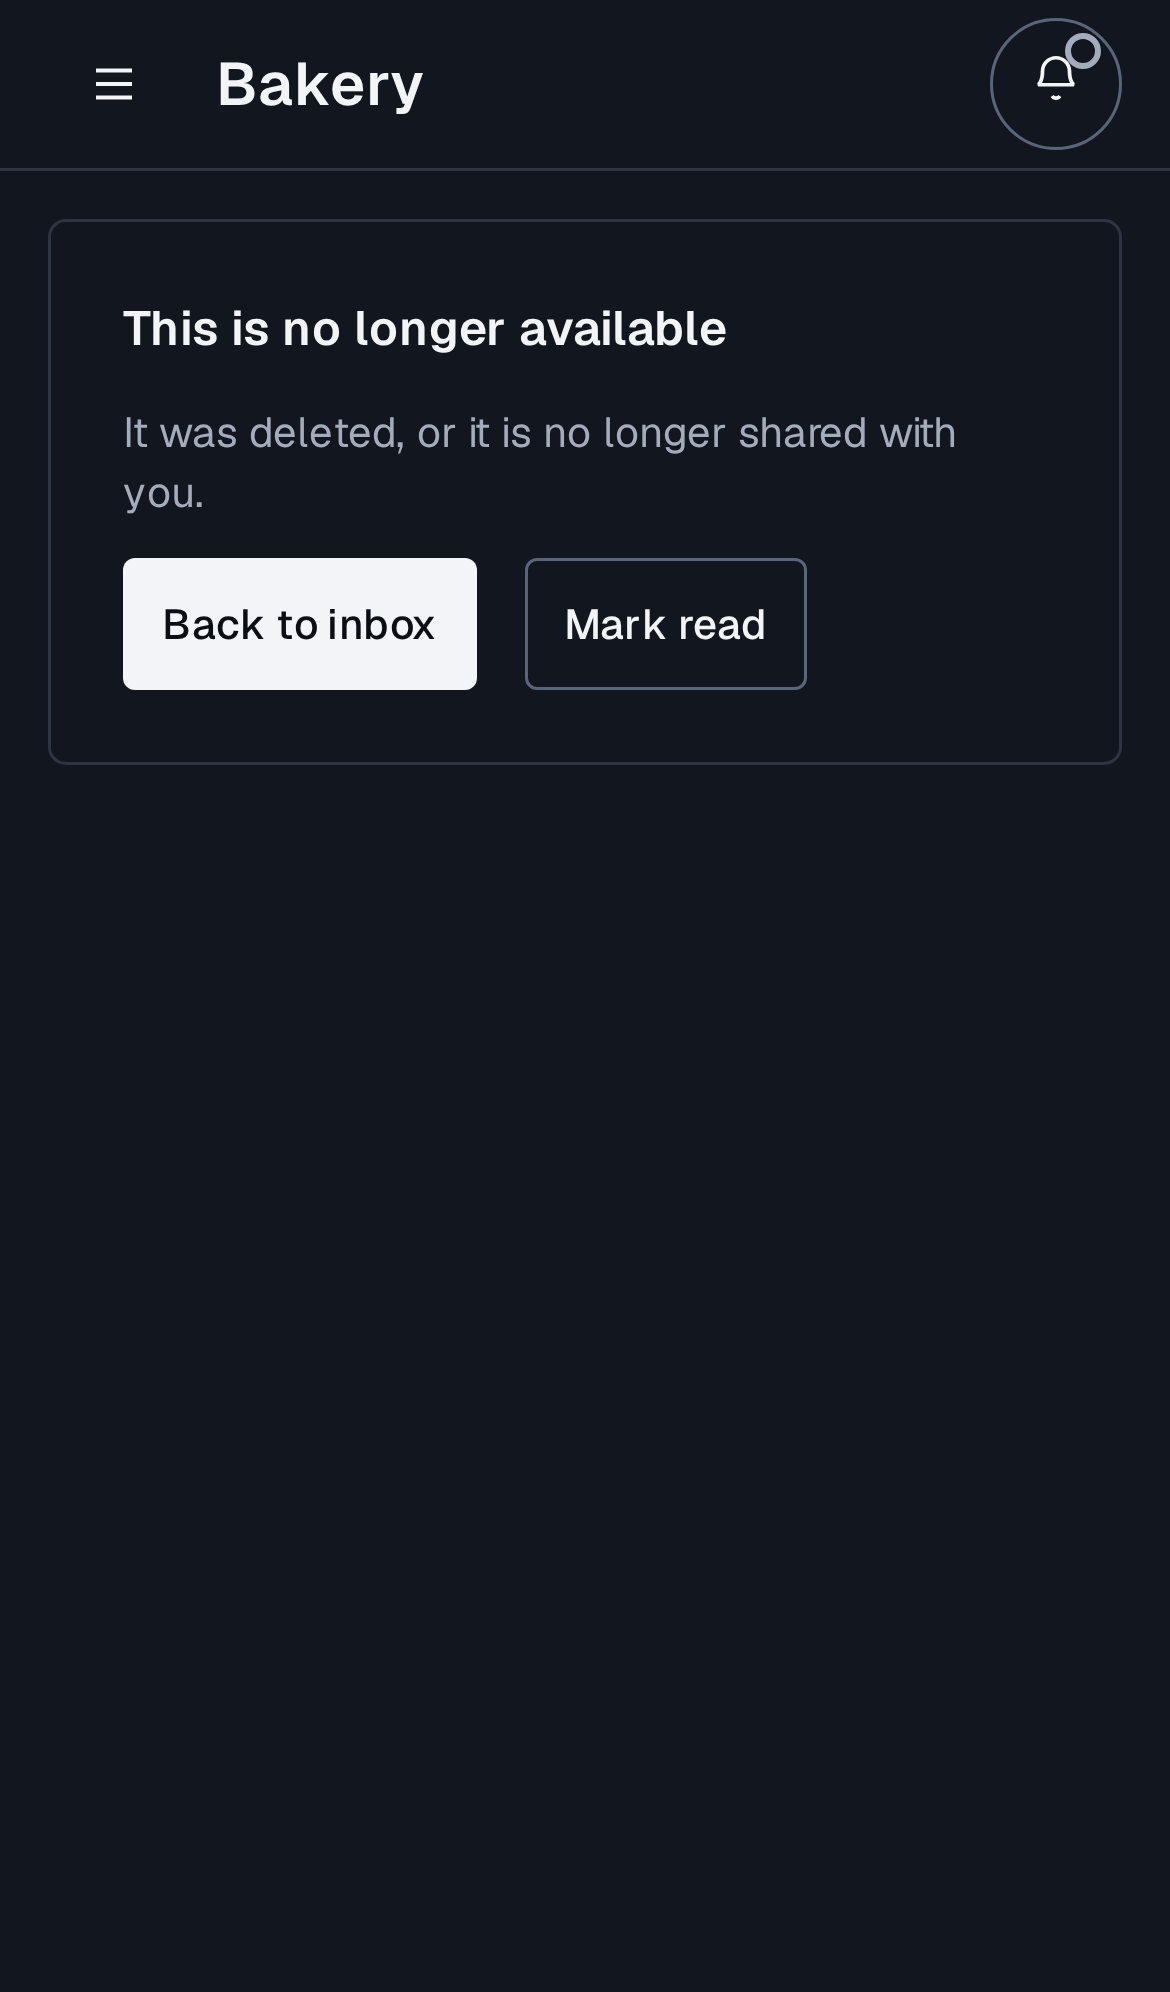 Bakery
This is no longer available
It was deleted, or it is no longer shared with
you.
Back to inbox
Mark read